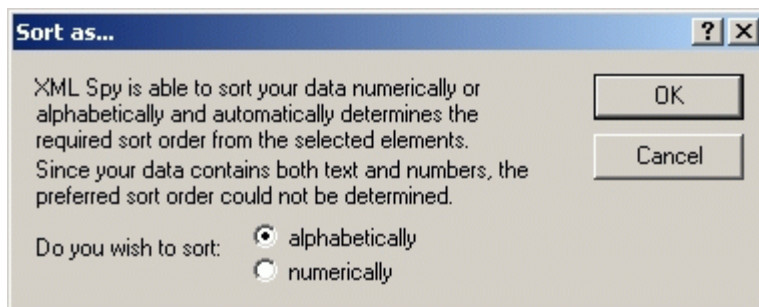 Sort as...
XML Spy is able to sort your data numerically or
alphabetically and automatically determines the
required sort order from the selected elements.
Since your data contains both text and numbers, the
preferred sort order could not be determined.
Do you wish to sort:
alphabetically
numerically
OK
Cancel